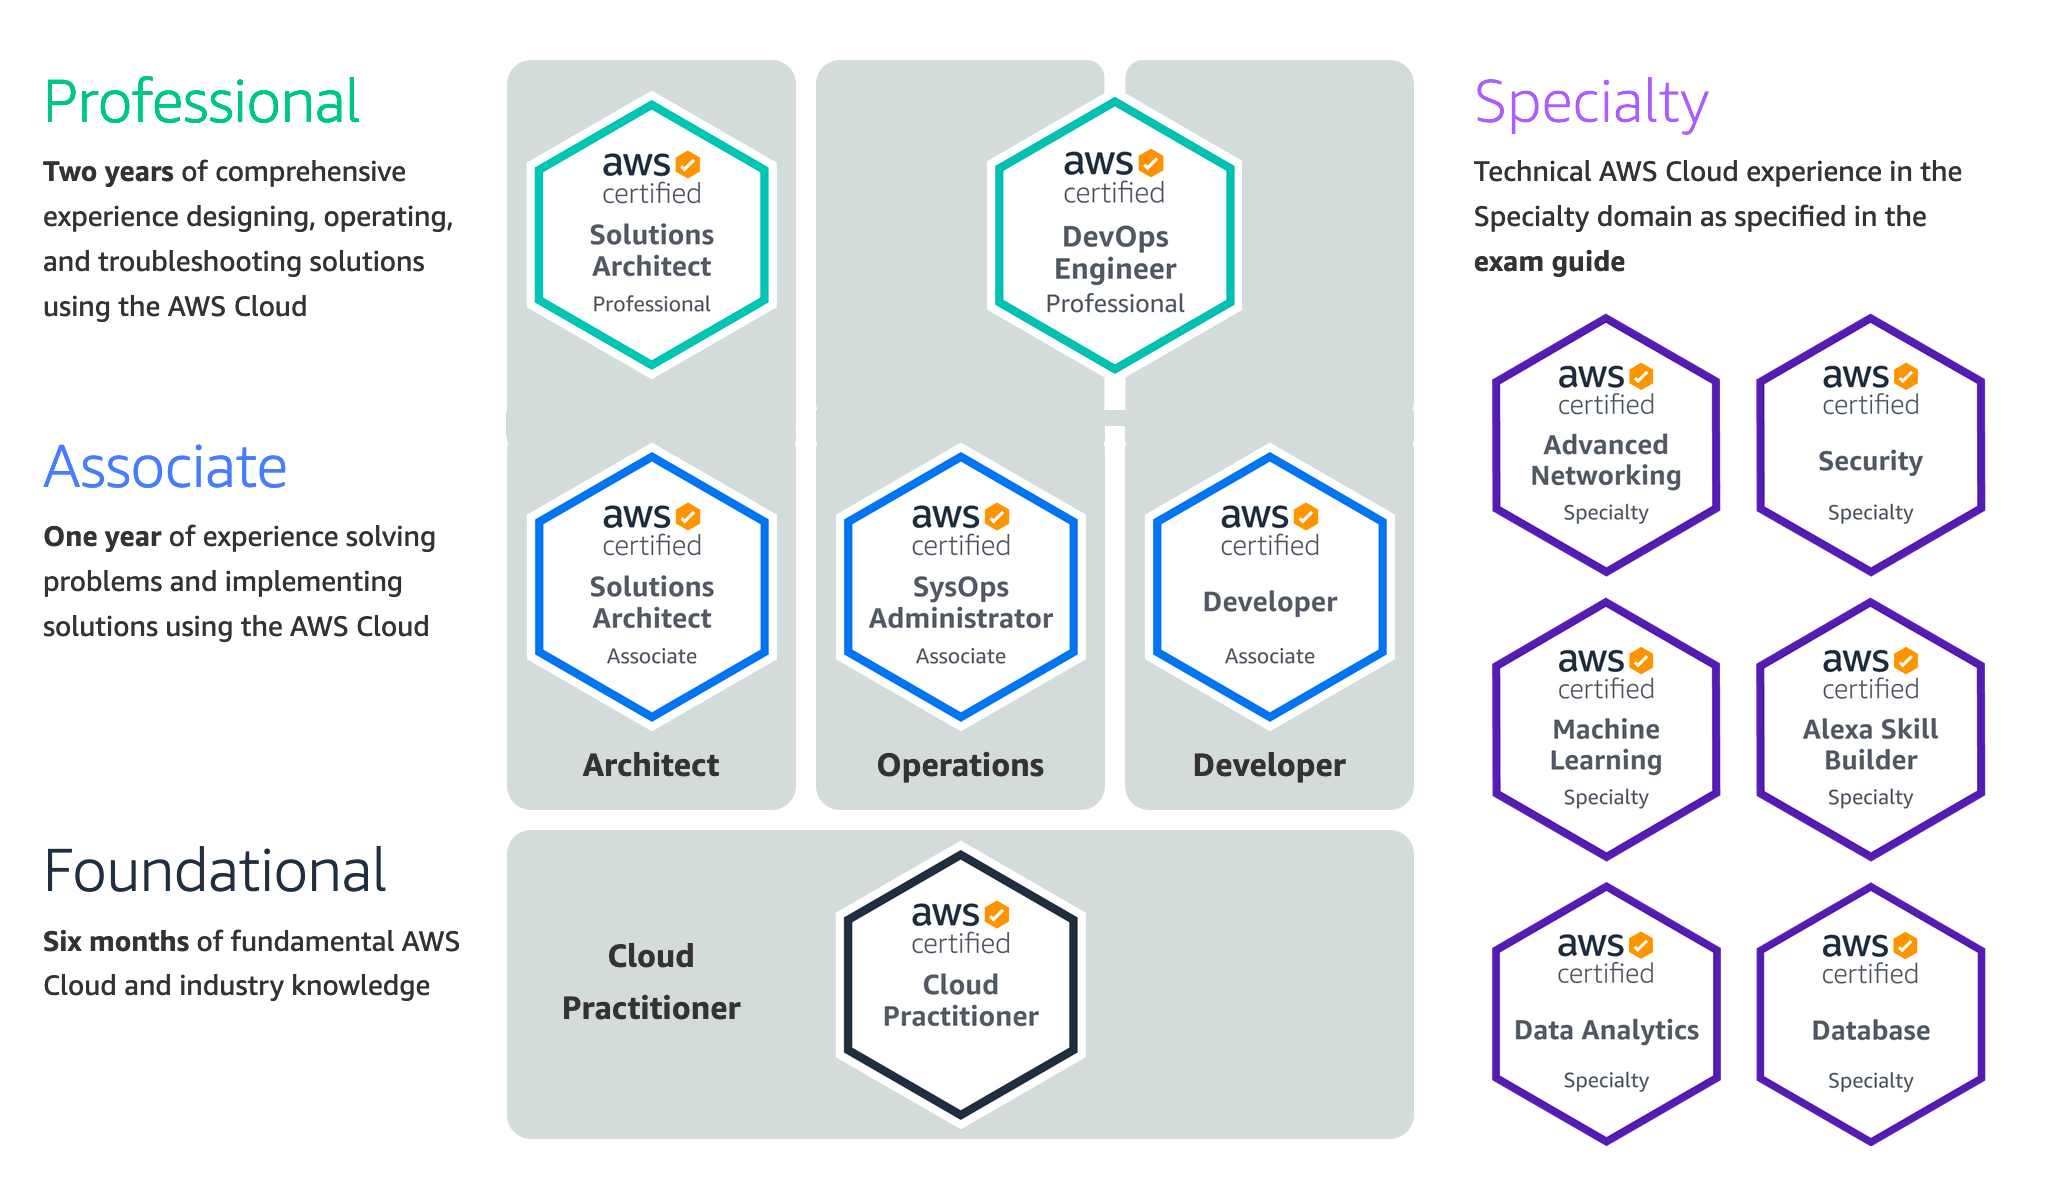 Professional
Two years of comprehensive
experience designing, operating,
and troubleshooting solutions
using the AWS Cloud
aws
certified
Solutions
Architect
Professional
aws
certified
DevOps
Engineer
Professional
Associate
One year of experience solving
problems and implementing
solutions using the AWS Cloud
aws
certified
Solutions
Architect
Associate
aws
certified
SysOps
Administrator
Associate
aws
certified
Developer
Associate
Architect
Operations
Developer
Foundational
Six months of fundamental AWS
Cloud and industry knowledge
Cloud
Practitioner
aws
certified
Cloud
Practitioner
Specialty
Technical AWS Cloud experience in the
Specialty domain as specified in the
exam guide
aws
certified
Advanced
Networking
Specialty
aws
certified
Security
Specialty
aws
certified
Machine
Learning
Specialty
aws
certified
Alexa Skill
Builder
Specialty
aws
certified
Data Analytics
Specialty
aws
certified
Database
Specialty